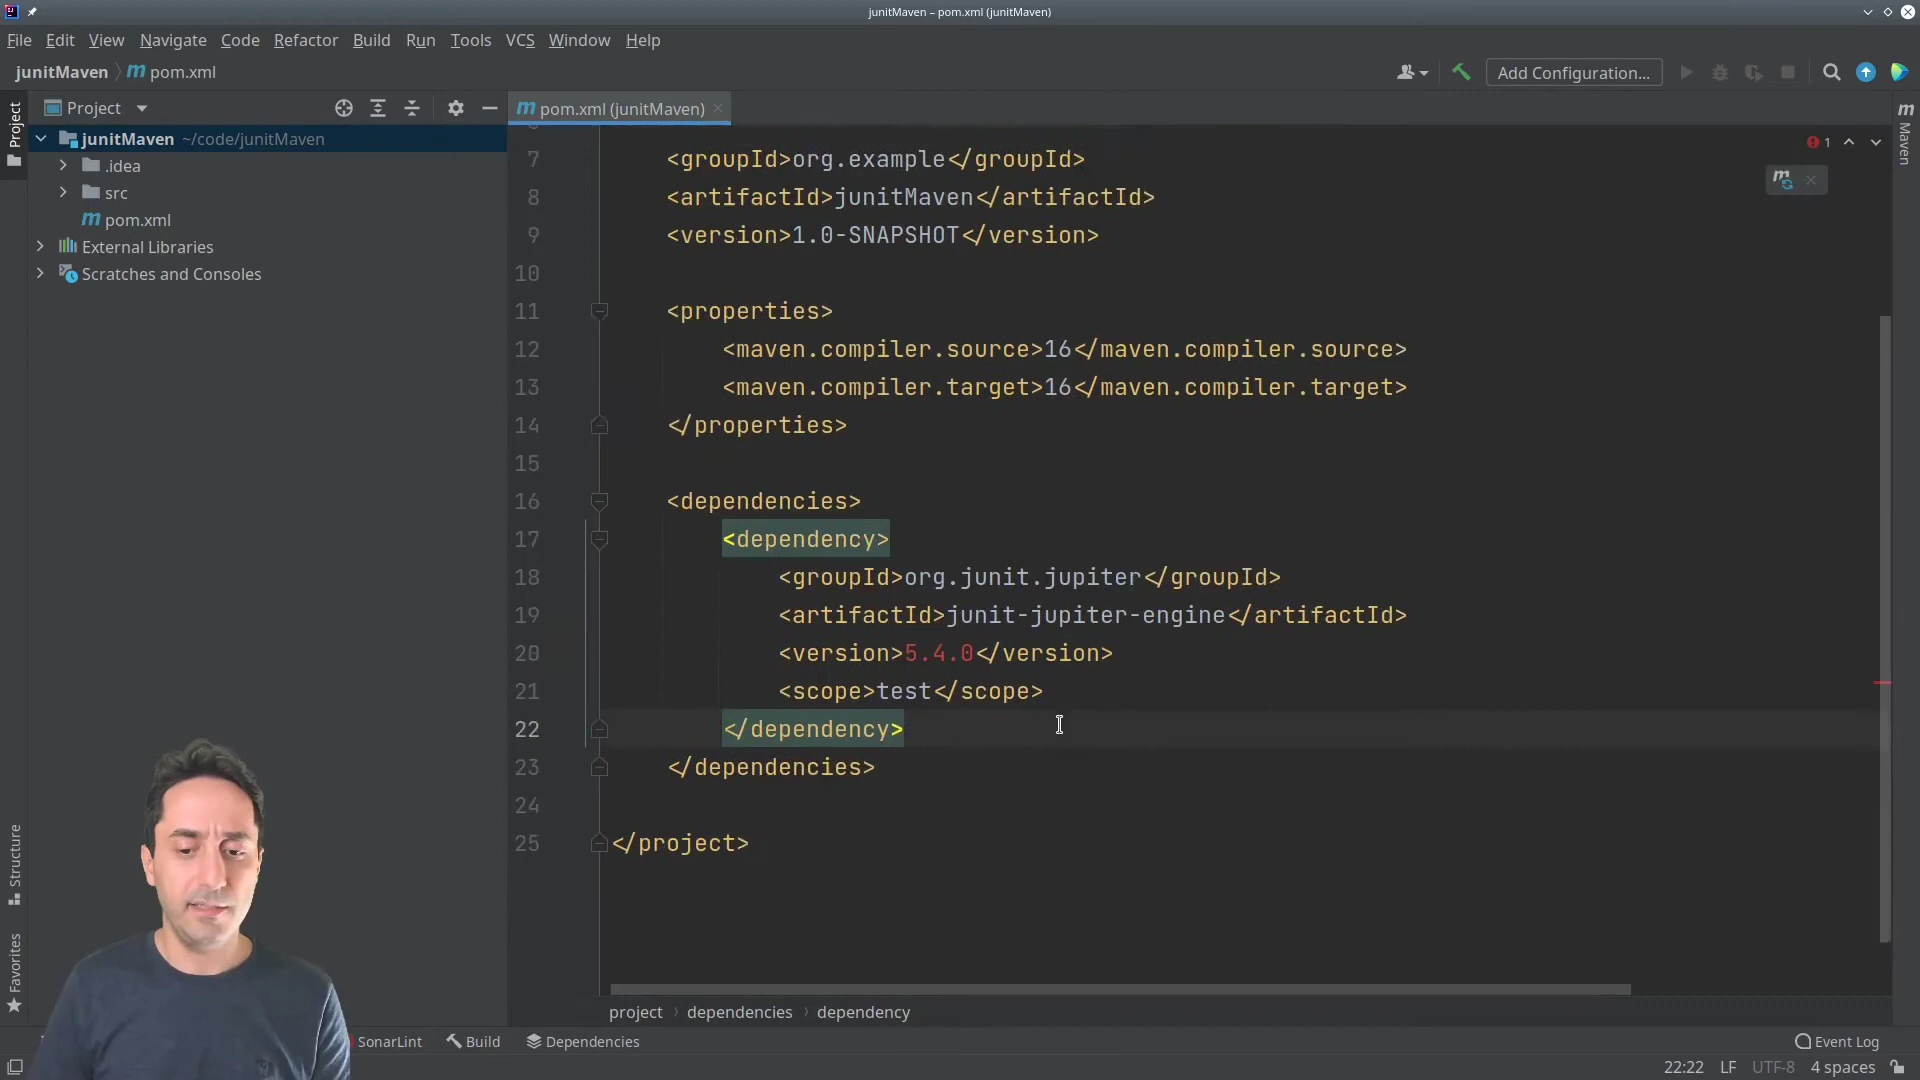 junitMaven – pom.xml (junitMaven)
File Edit View Navigate Code Refactor Build Run Tools VCS Window Help
junitMaven pom.xml
Add Configuration...
Project
Project
pom.xml (junitMaven)
Maven
junitMaven ~/code/junitMaven
.idea
src
pom.xml
External Libraries
Scratches and Consoles
1
7 <groupId>org.example</groupId>
8 <artifactId>junitMaven</artifactId>
9 <version>1.0-SNAPSHOT</version>
10
11 <properties>
12 <maven.compiler.source>16</maven.compiler.source>
13 <maven.compiler.target>16</maven.compiler.target>
14 </properties>
15
16 <dependencies>
17 <dependency>
18 <groupId>org.junit.jupiter</groupId>
19 <artifactId>junit-jupiter-engine</artifactId>
20 <version>5.4.0</version>
21 <scope>test</scope>
22 </dependency>
23 </dependencies>
24
25 </project>
Structure
Favorites
project dependencies dependency
SonarLint Build Dependencies Event Log
22:22 LF UTF-8 4 spaces